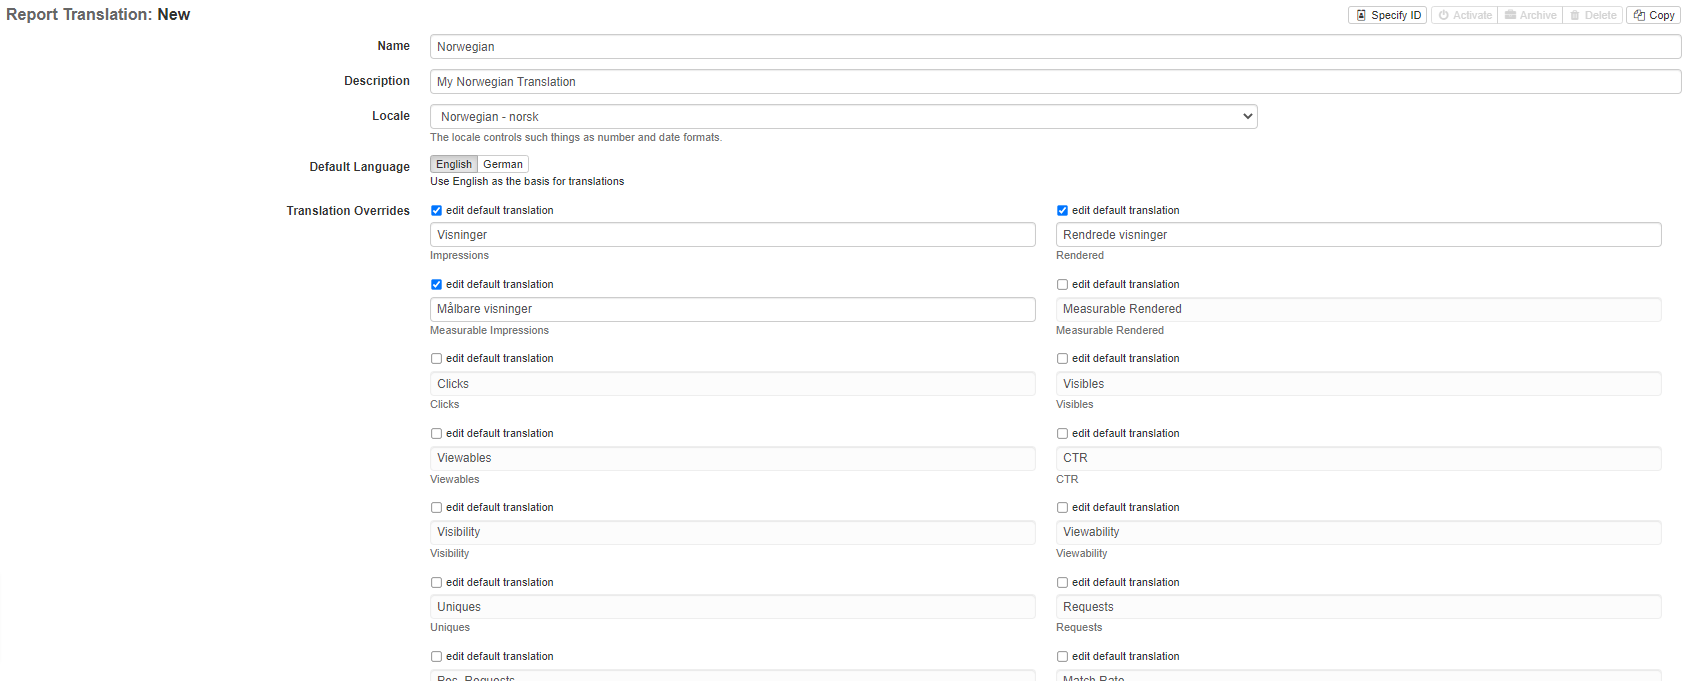 Report Translation: New
Specify ID
Activate
Archive
Delete
Copy
Name
Norwegian
Description
My Norwegian Translation
Locale
Norwegian - norsk
The locale controls such things as number and date formats.
Default Language
English
German
Use English as the basis for translations
Translation Overrides
edit default translation
edit default translation
Visninger
Rendrede visninger
Impressions
Rendered
edit default translation
edit default translation
Målbare visninger
Measurable Rendered
Measurable Impressions
Measurable Rendered
edit default translation
edit default translation
Clicks
Visibles
Clicks
Visibles
edit default translation
edit default translation
Viewables
CTR
Viewables
CTR
edit default translation
edit default translation
Visibility
Viewability
Visibility
Viewability
edit default translation
edit default translation
Uniques
Requests
Uniques
Requests
edit default translation
edit default translation
Pos. Requests
Match Rate